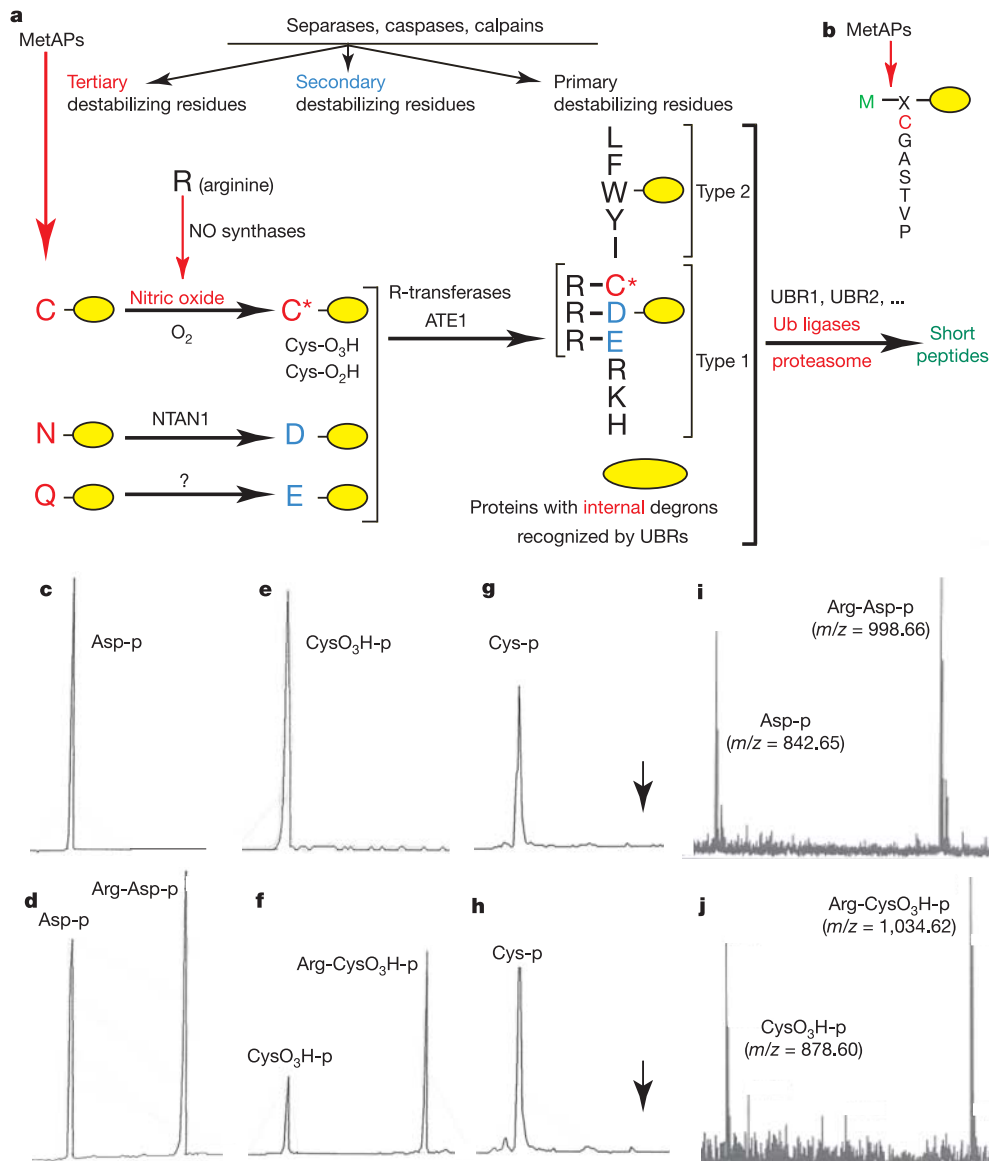 a
MetAPs
Separases, caspases, calpains
Tertiary
destabilizing residues
Secondary
destabilizing residues
Primary
destabilizing residues
R (arginine)
NO synthases
C
Nitric oxide
O2
C*
Cys-O3H
Cys-O2H
R-transferases
ATE1
N
NTAN1
D
Q
?
E
L
F
W
Y
I
Type 2
R
C*
R
D
R
E
R
K
H
Type 1
Proteins with internal degrons
recognized by UBRs
UBR1, UBR2, ...
Ub ligases
proteasome
Short
peptides
b
MetAPs
M
X
C
G
A
S
T
V
P
c
Asp-p
e
CysO3H-p
g
Cys-p
i
Arg-Asp-p
(m/z = 998.66)
Asp-p
(m/z = 842.65)
d
Asp-p
Arg-Asp-p
f
Arg-CysO3H-p
CysO3H-p
h
Cys-p
j
Arg-CysO3H-p
(m/z = 1,034.62)
CysO3H-p
(m/z = 878.60)